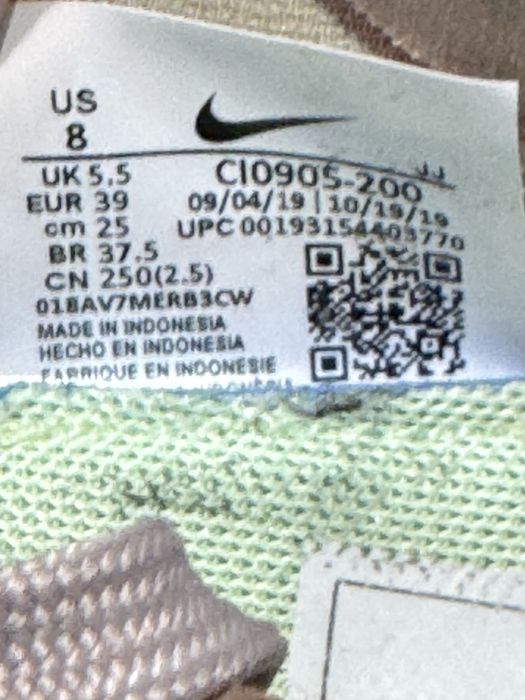 US
8
JJ
UK 5.5
CI0905-200
EUR 39
09/04/19 | 10/19/19
cm 25
UPC 00193154403770
BR 37.5
CN 250(2.5)
01BAV7MERB3CW
MADE IN INDONESIA
HECHO EN INDONESIA
FABRIQUE EN INDONESIE